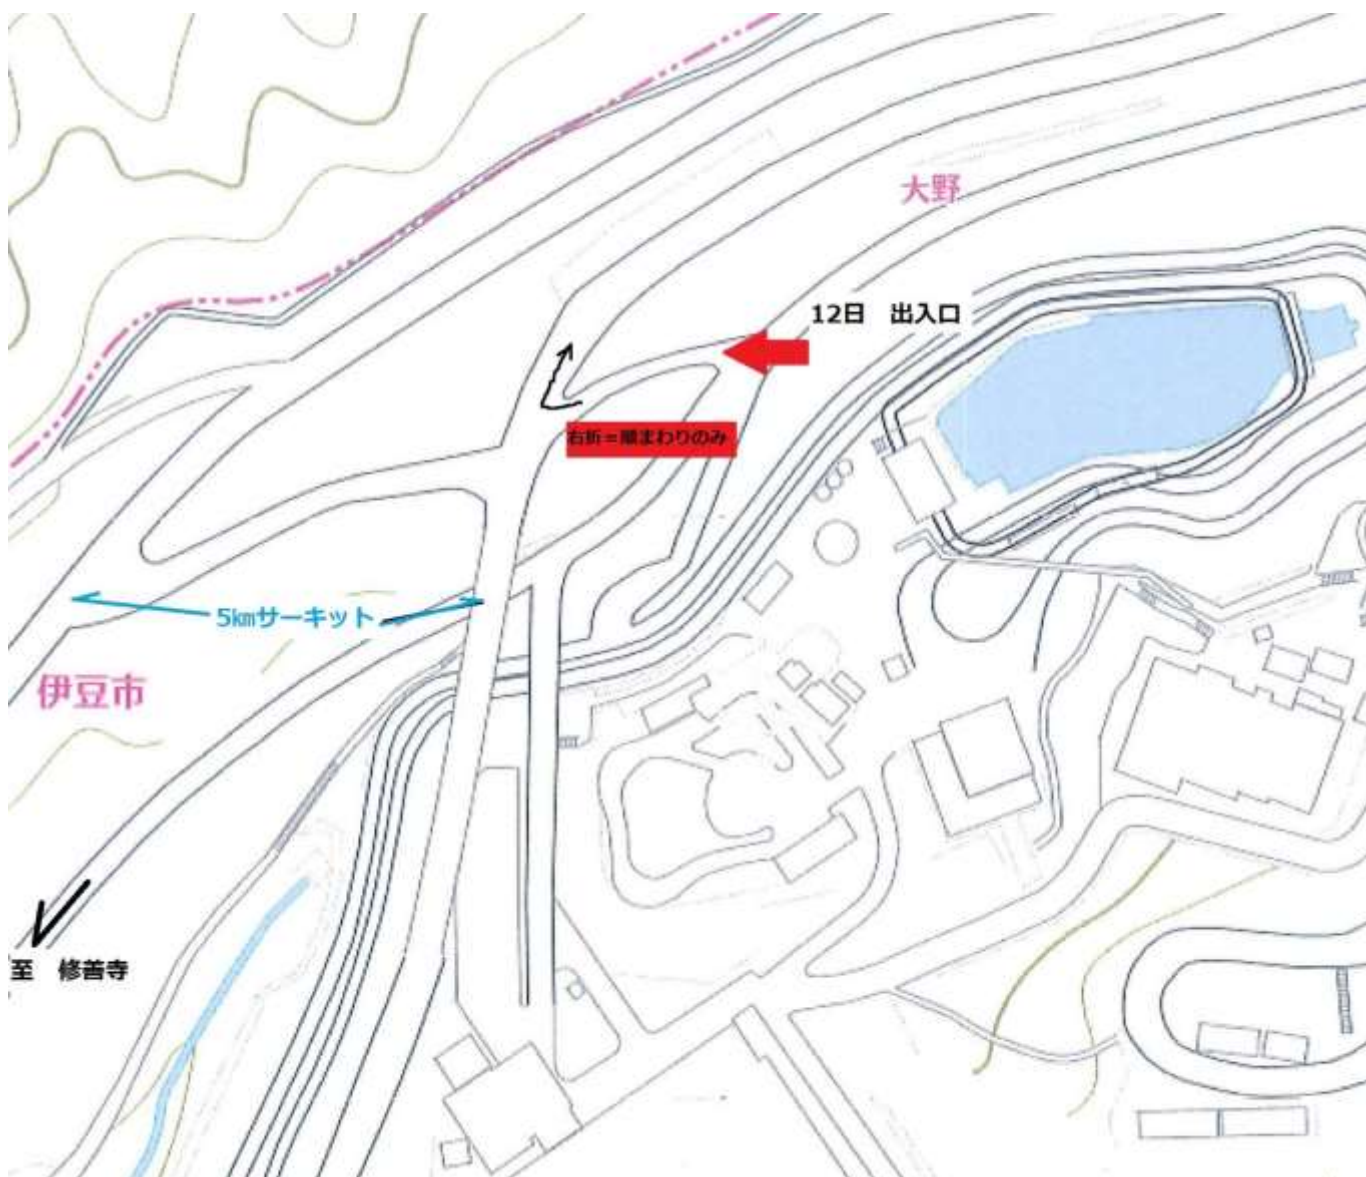 大野
12日　出入口
右折=順まわりのみ
5㎞サーキット
伊豆市
至　修善寺